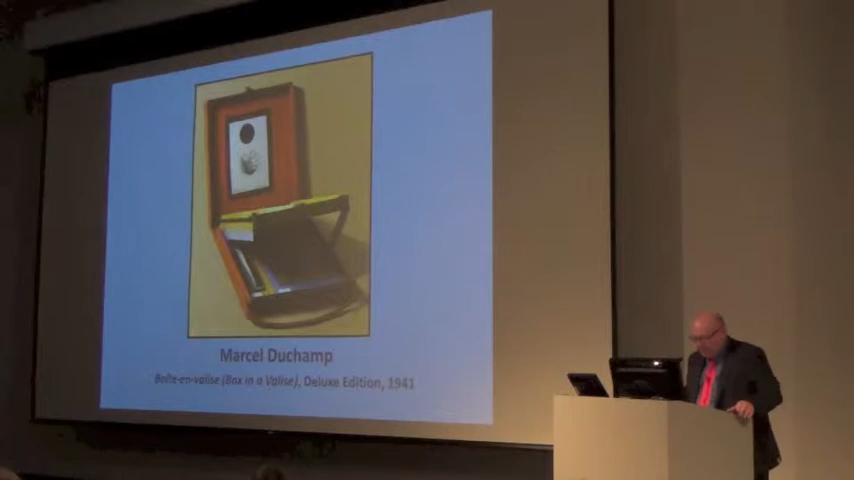 Marcel Duchamp
Boîte-en-valise (Box in a Valise), Deluxe Edition, 1941